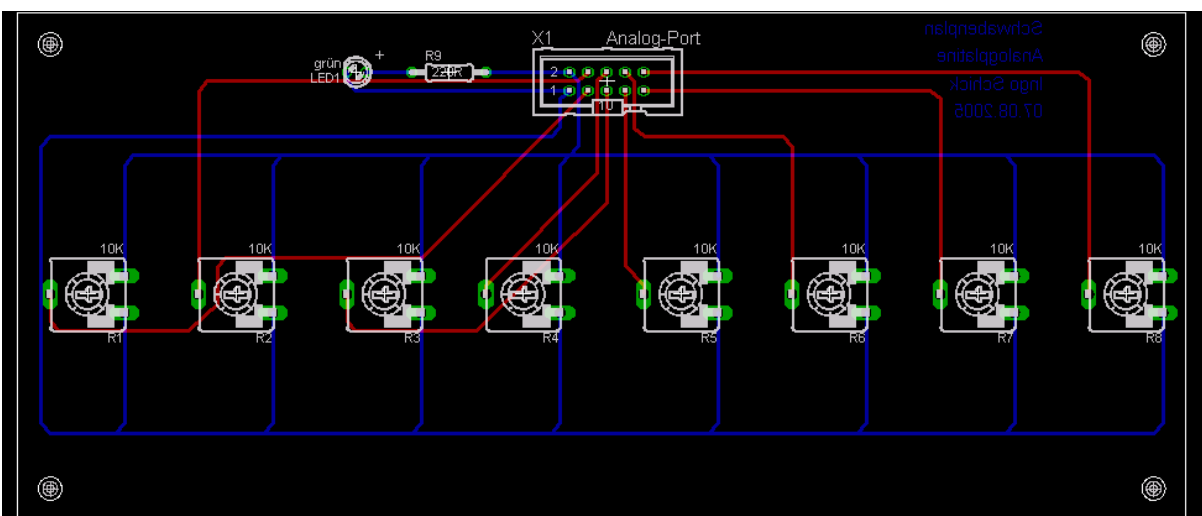 X1 Analog-Port
Schwabenplan
Analogplatine
Ingo Schick
07.08.2005
grün
LED1
+
R9
220R
2
1
10
10K
10K
10K
10K
10K
10K
10K
10K
R1
R2
R3
R4
R5
R6
R7
R8